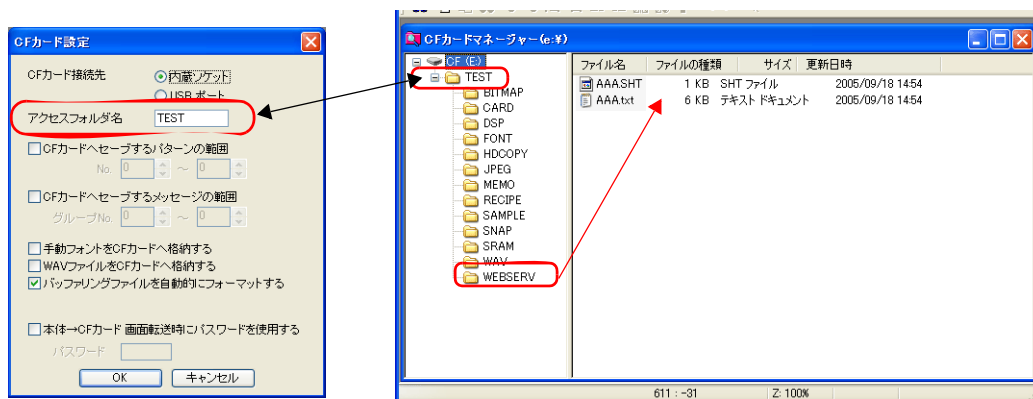 CFカード設定
CFカード接続先
内蔵ソケット
USB ポート
アクセスフォルダ名
TEST
CFカードへセーブするパターンの範囲
No. 0 ～ 0
CFカードへセーブするメッセージの範囲
グループNo. 0 ～ 0
手動フォントをCFカードへ格納する
WAVファイルをCFカードへ格納する
バッファリングファイルを自動的にフォーマットする
本体→CFカード 画面転送時にパスワードを使用する
パスワード
OK
キャンセル
CFカードマネージャー(e:¥)
CF (E:)
TEST
BITMAP
CARD
DSP
FONT
HDCOPY
JPEG
MEMO
RECIPE
SAMPLE
SNAP
SRAM
WAV
WEBSERV
ファイル名 ファイルの種類 サイズ 更新日時
AAA.SHT 1 KB SHT ファイル 2005/09/18 14:54
AAA.txt 6 KB テキスト ドキュメント 2005/09/18 14:54
611 : -31
Z: 100%